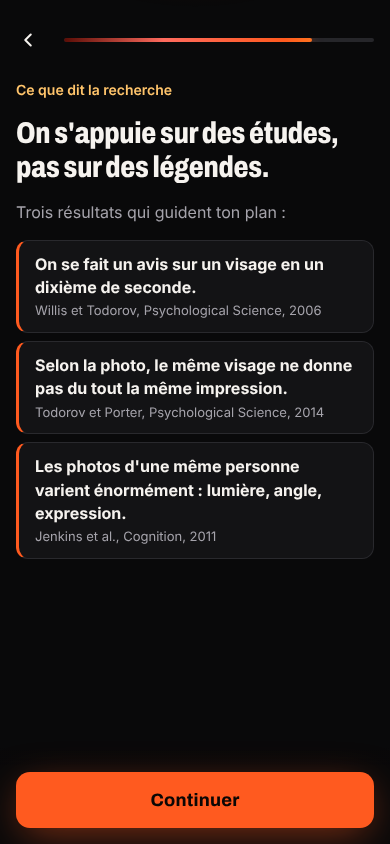 Ce que dit la recherche
On s'appuie sur des études,
pas sur des légendes.
Trois résultats qui guident ton plan :
On se fait un avis sur un visage en un
dixième de seconde.
Willis et Todorov, Psychological Science, 2006
Selon la photo, le même visage ne donne
pas du tout la même impression.
Todorov et Porter, Psychological Science, 2014
Les photos d'une même personne
varient énormément : lumière, angle,
expression.
Jenkins et al., Cognition, 2011
Continuer